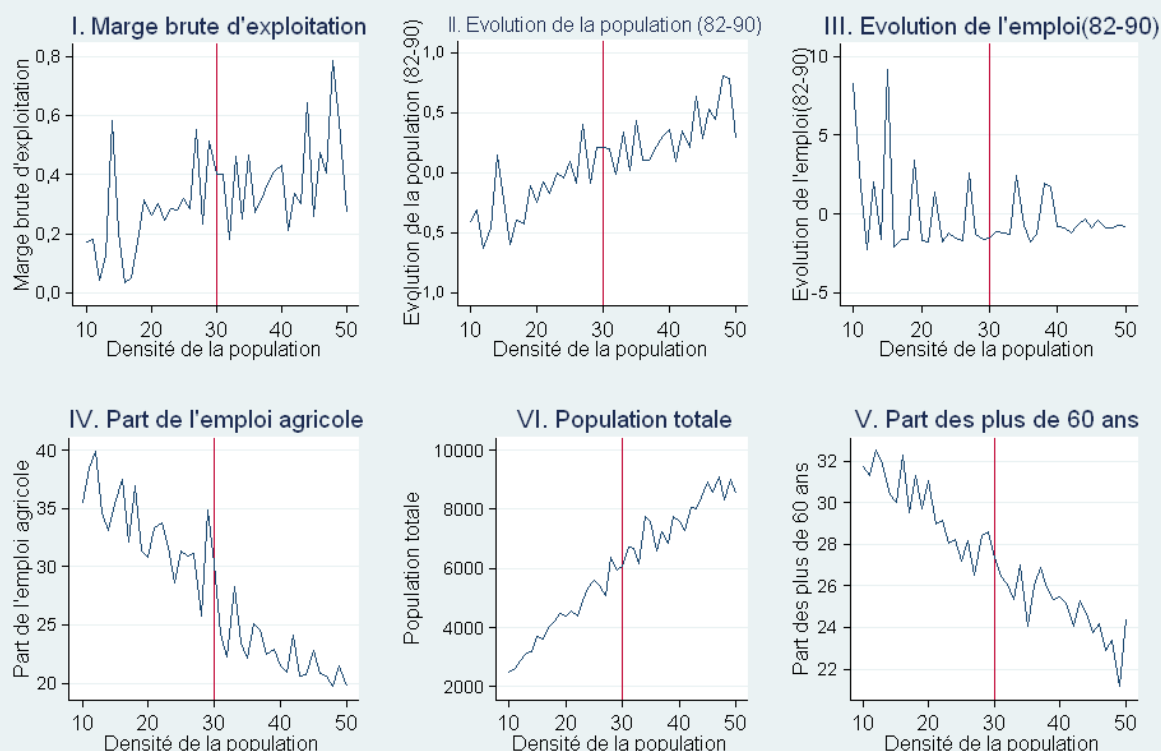 I. Marge brute d'exploitation
Marge brute d'exploitation
0,8
0,6
0,4
0,2
0,0
10 20 30 40 50
Densité de la population
II. Evolution de la population (82-90)
Evolution de la population (82-90)
1,0
0,5
0,0
0,5
1,0
10 20 30 40 50
Densité de la population
III. Evolution de l'emploi(82-90)
Evolution de l'emploi(82-90)
10
5
0
-5
10 20 30 40 50
Densité de la population
IV. Part de l'emploi agricole
Part de l'emploi agricole
40
35
30
25
20
10 20 30 40 50
Densité de la population
VI. Population totale
Population totale
10000
8000
6000
4000
2000
10 20 30 40 50
Densité de la population
V. Part des plus de 60 ans
Part des plus de 60 ans
32
30
28
26
24
22
10 20 30 40 50
Densité de la population